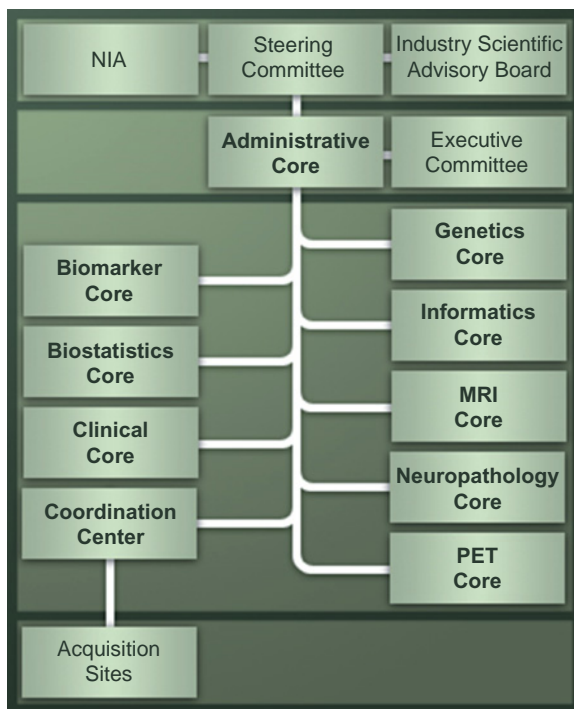 NIA
Steering
Committee
Industry Scientific
Advisory Board
Administrative
Core
Executive
Committee
Genetics
Core
Biomarker
Core
Informatics
Core
Biostatistics
Core
MRI
Core
Clinical
Core
Neuropathology
Core
Coordination
Center
PET
Core
Acquisition
Sites